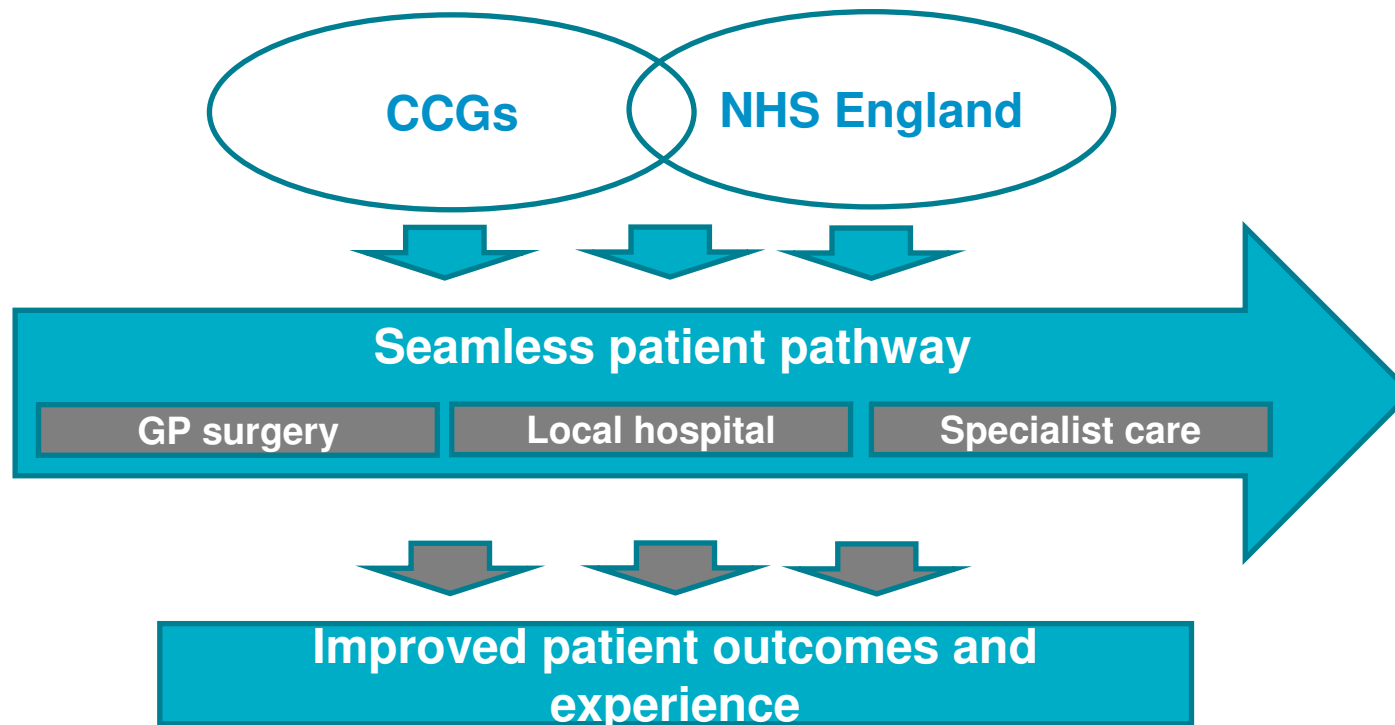 CCGs
NHS England
Seamless patient pathway
GP surgery
Local hospital
Specialist care
Improved patient outcomes and
experience